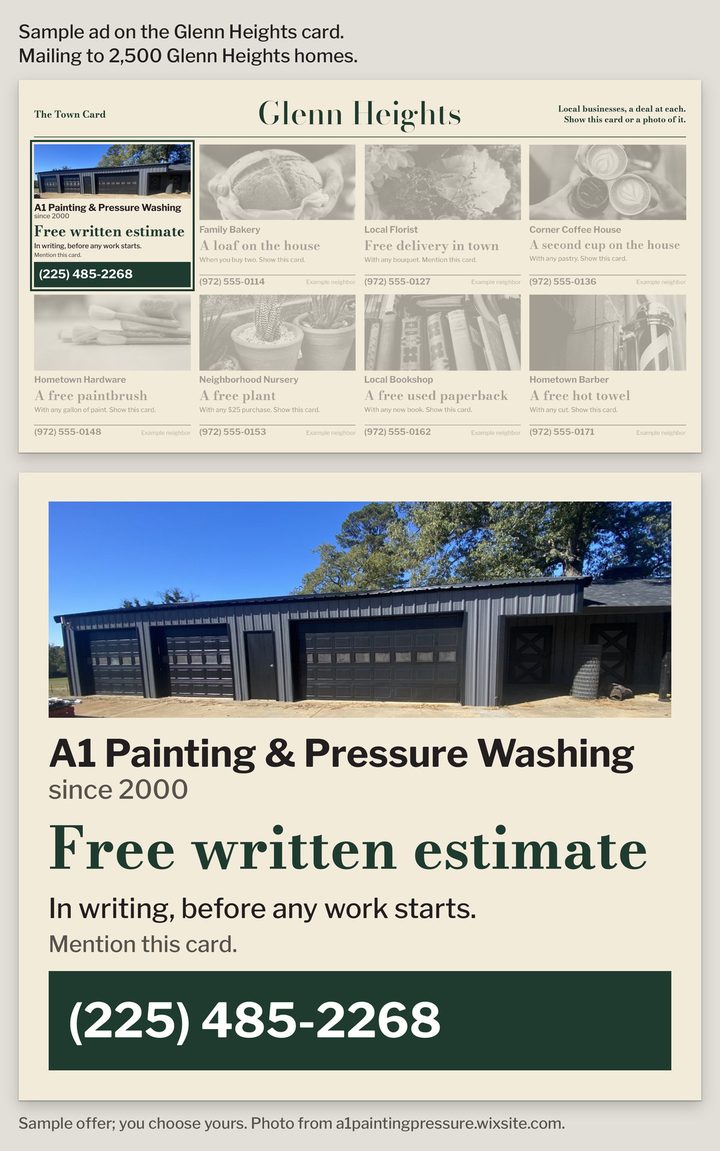 Sample ad on the Glenn Heights card.
Mailing to 2,500 Glenn Heights homes.
The Town Card
Glenn Heights
Local businesses, a deal at each.
Show this card or a photo of it.
A1 Painting & Pressure Washing
since 2000
Free written estimate
In writing, before any work starts.
Mention this card.
(225) 485-2268
Family Bakery
A loaf on the house
When you buy two. Show this card.
(972) 555-0114
Example neighbor
Local Florist
Free delivery in town
With any bouquet. Mention this card.
(972) 555-0127
Example neighbor
Corner Coffee House
A second cup on the house
With any pastry. Show this card.
(972) 555-0136
Example neighbor
Hometown Hardware
A free paintbrush
With any gallon of paint. Show this card.
(972) 555-0148
Example neighbor
Neighborhood Nursery
A free plant
With any $25 purchase. Show this card.
(972) 555-0153
Example neighbor
Local Bookshop
A free used paperback
With any new book. Show this card.
(972) 555-0162
Example neighbor
Hometown Barber
A free hot towel
With any cut. Show this card.
(972) 555-0171
Example neighbor
A1 Painting & Pressure Washing
since 2000
Free written estimate
In writing, before any work starts.
Mention this card.
(225) 485-2268
Sample offer; you choose yours. Photo from a1paintingpressure.wixsite.com.